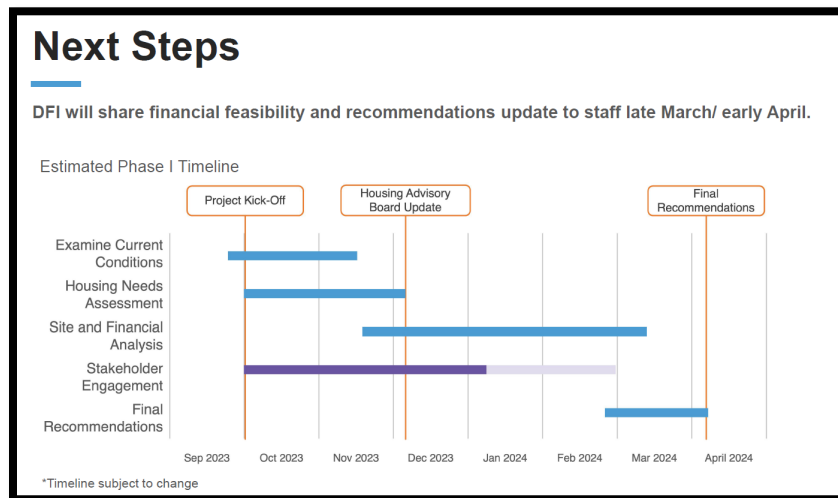 Next Steps
DFI will share financial feasibility and recommendations update to staff late March/ early April.
Estimated Phase I Timeline
Project Kick-Off
Housing Advisory
Board Update
Final
Recommendations
Examine Current
Conditions
Housing Needs
Assessment
Site and Financial
Analysis
Stakeholder
Engagement
Final
Recommendations
Sep 2023 Oct 2023 Nov 2023 Dec 2023 Jan 2024 Feb 2024 Mar 2024 April 2024
*Timeline subject to change